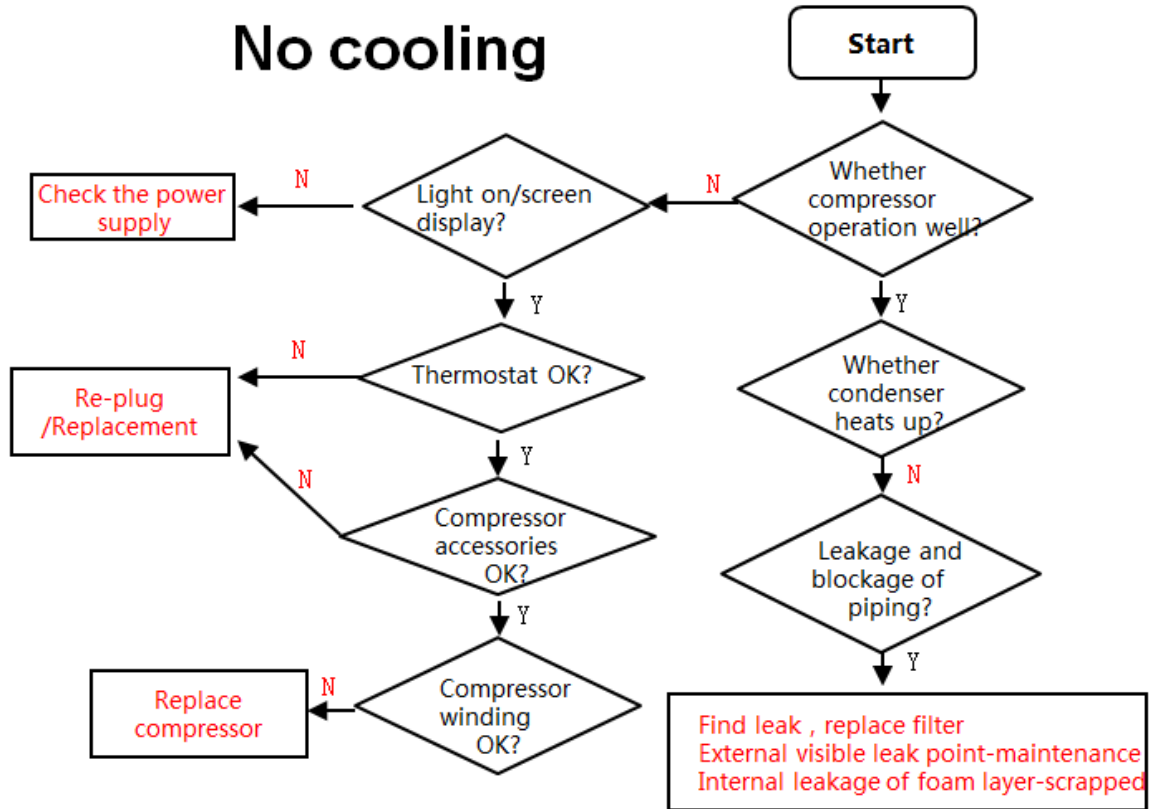 No cooling
Start
Whether
compressor
operation well?
N
Light on/screen
display?
N
Check the power
supply
Y
Y
Thermostat OK?
N
Re-plug
/Replacement
Whether
condenser
heats up?
Y
N
N
Compressor
accessories
OK?
Leakage and
blockage of
piping?
Y
Y
Compressor
winding
OK?
N
Replace
compressor
Find leak , replace filter
External visible leak point-maintenance
Internal leakage of foam layer-scrapped